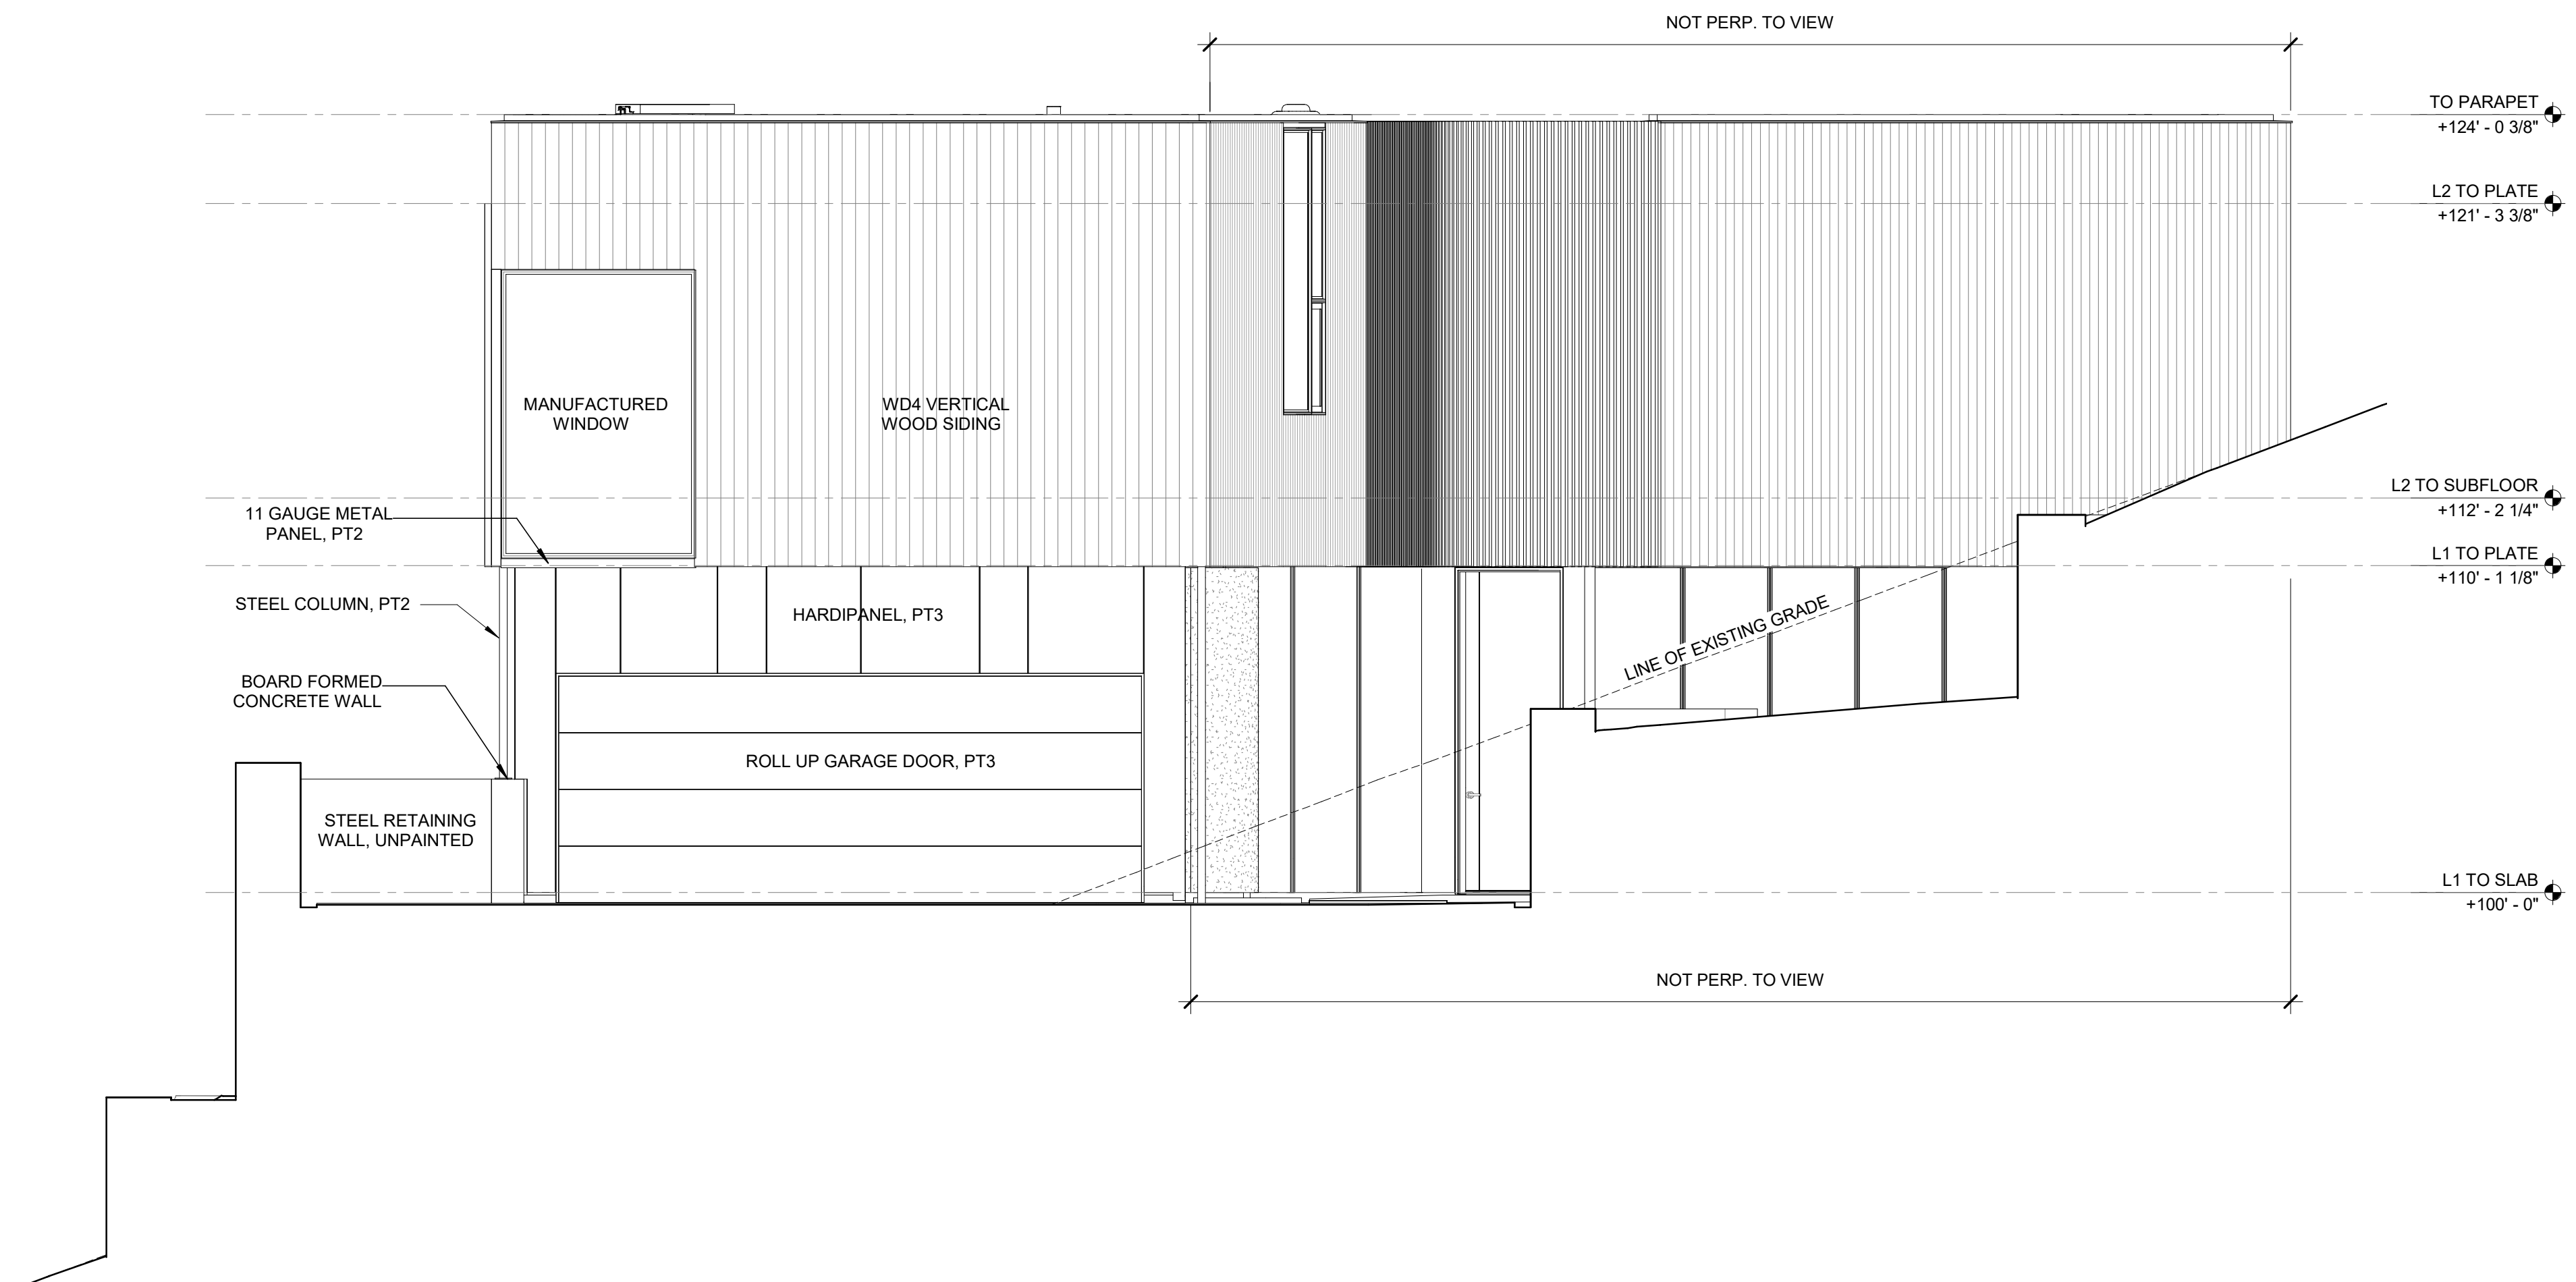 NOT PERP. TO VIEW
TO PARAPET
+124' - 0 3/8"
L2 TO PLATE
+121' - 3 3/8"
MANUFACTURED
WINDOW
WD4 VERTICAL
WOOD SIDING
L2 TO SUBFLOOR
+112' - 2 1/4"
11 GAUGE METAL
PANEL, PT2
L1 TO PLATE
+110' - 1 1/8"
STEEL COLUMN, PT2
HARDIPANEL, PT3
LINE OF EXISTING GRADE
BOARD FORMED
CONCRETE WALL
ROLL UP GARAGE DOOR, PT3
STEEL RETAINING
WALL, UNPAINTED
L1 TO SLAB
+100' - 0"
NOT PERP. TO VIEW